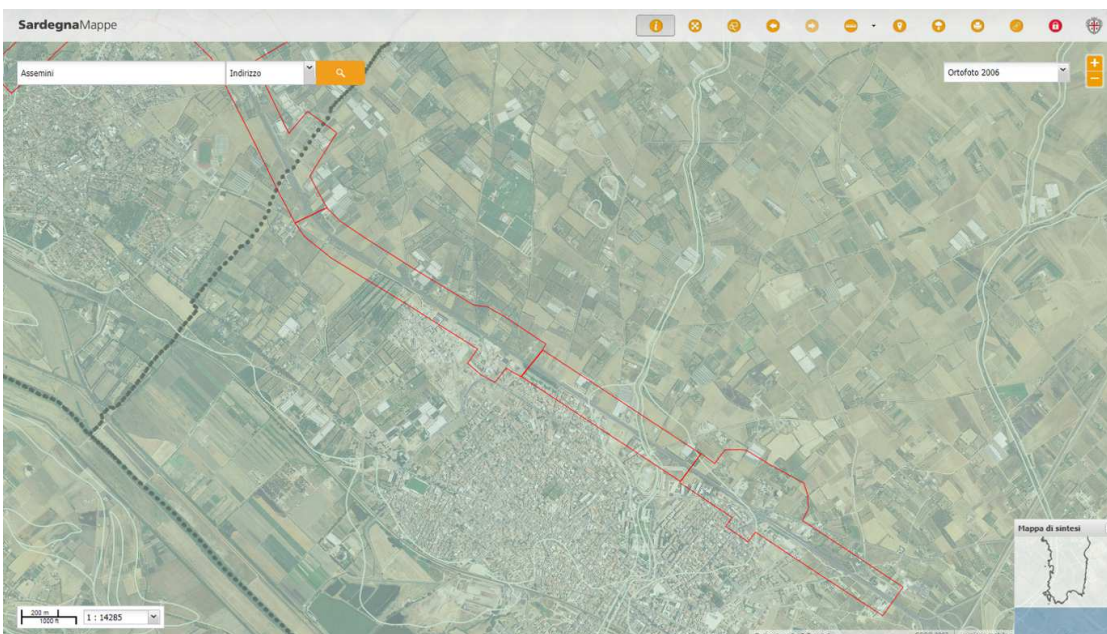 SardegnaMappe
Assemini
Indirizzo
Ortofoto 2006
+
−
Mappa di sintesi
200 m
1000 ft
1 : 14285